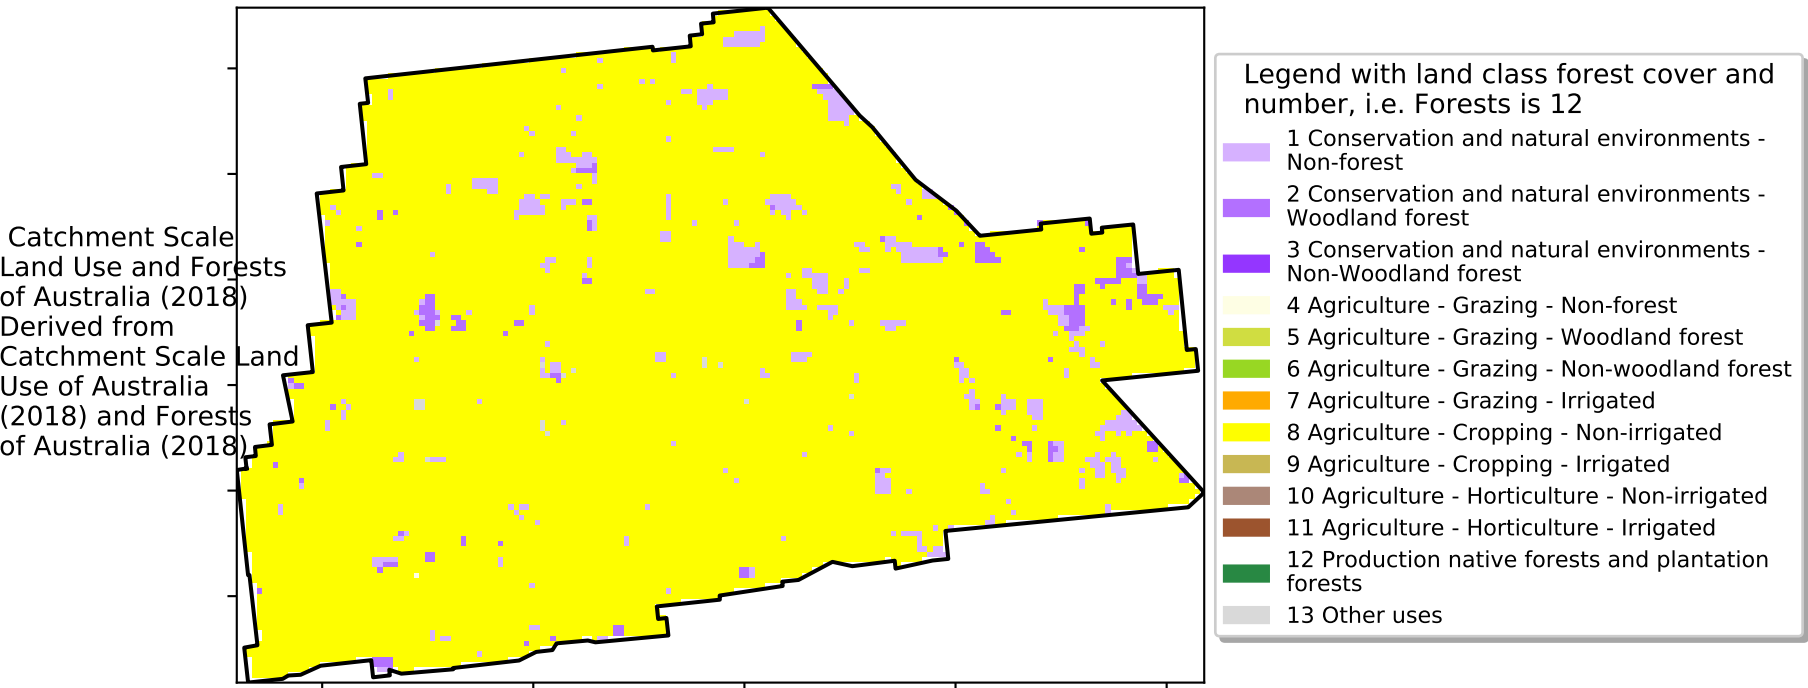 Catchment Scale
Land Use and Forests
of Australia (2018)
Derived from
Catchment Scale Land
Use of Australia
(2018) and Forests
of Australia (2018)
Legend with land class forest cover and
number, i.e. Forests is 12
1 Conservation and natural environments -
Non-forest
2 Conservation and natural environments -
Woodland forest
3 Conservation and natural environments -
Non-Woodland forest
4 Agriculture - Grazing - Non-forest
5 Agriculture - Grazing - Woodland forest
6 Agriculture - Grazing - Non-woodland forest
7 Agriculture - Grazing - Irrigated
8 Agriculture - Cropping - Non-irrigated
9 Agriculture - Cropping - Irrigated
10 Agriculture - Horticulture - Non-irrigated
11 Agriculture - Horticulture - Irrigated
12 Production native forests and plantation
forests
13 Other uses